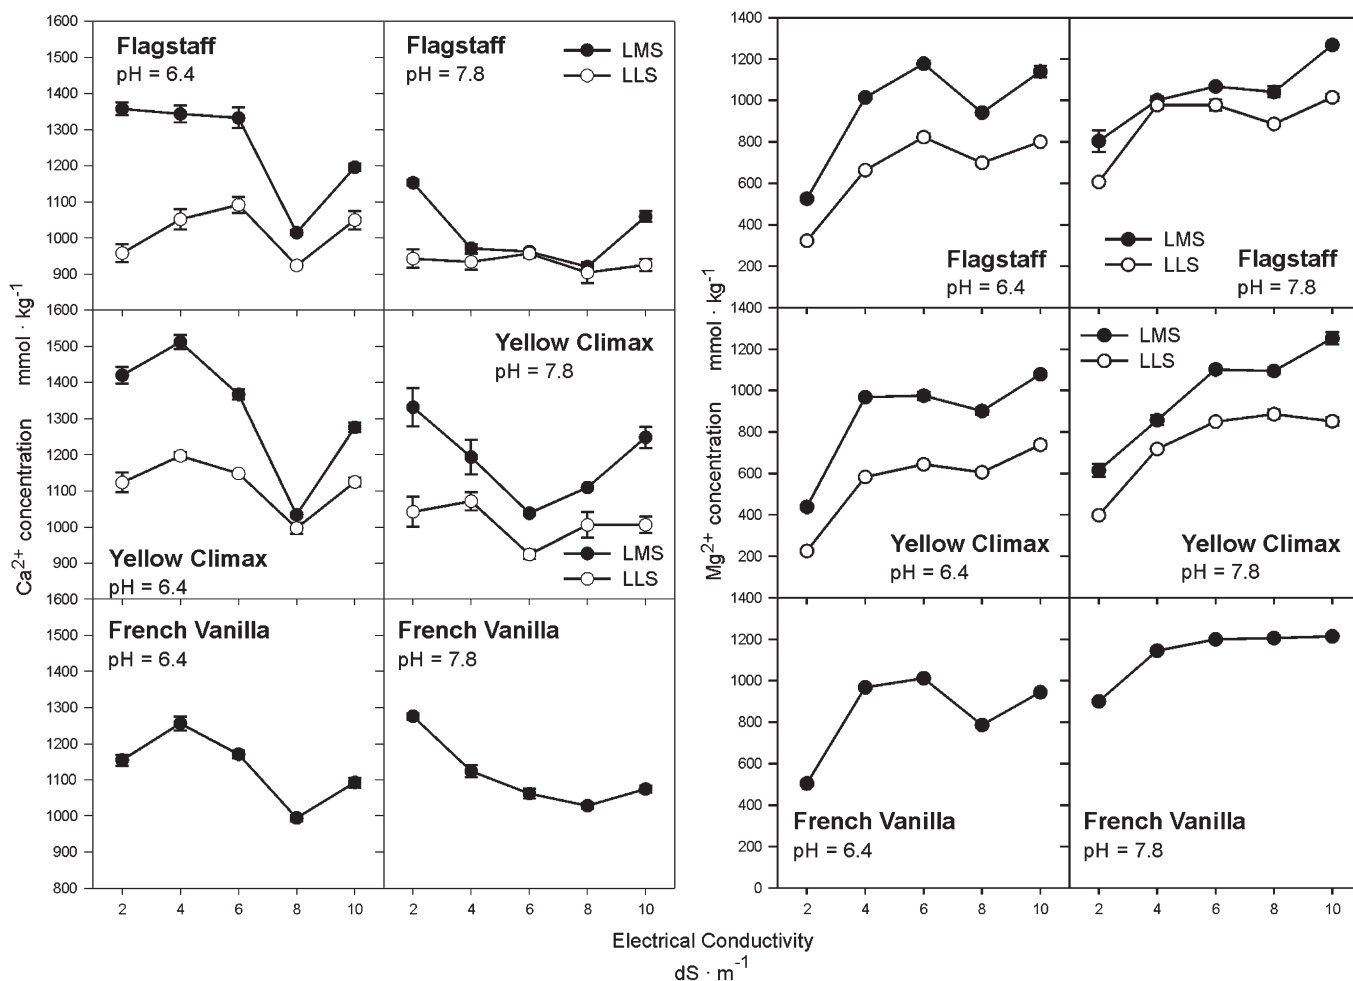 Ca2+ concentration mmol · kg-1
1600
1500
1400
1300
1200
1100
1000
900
1600
1500
1400
1300
1200
1100
1000
900
1600
1500
1400
1300
1200
1100
1000
900
800
Flagstaff
pH = 6.4
Flagstaff
pH = 7.8
LMS
LLS
Yellow Climax
pH = 6.4
Yellow Climax
pH = 7.8
LMS
LLS
French Vanilla
pH = 6.4
French Vanilla
pH = 7.8
2 4 6 8 10
2 4 6 8 10
Mg2+ concentration mmol · kg-1
1400
1200
1000
800
600
400
200
1400
1200
1000
800
600
400
200
1400
1200
1000
800
600
400
200
0
Flagstaff
pH = 6.4
LMS
LLS
Flagstaff
pH = 7.8
Yellow Climax
pH = 6.4
LMS
LLS
Yellow Climax
pH = 7.8
French Vanilla
pH = 6.4
French Vanilla
pH = 7.8
2 4 6 8 10
2 4 6 8 10
Electrical Conductivity
dS · m-1